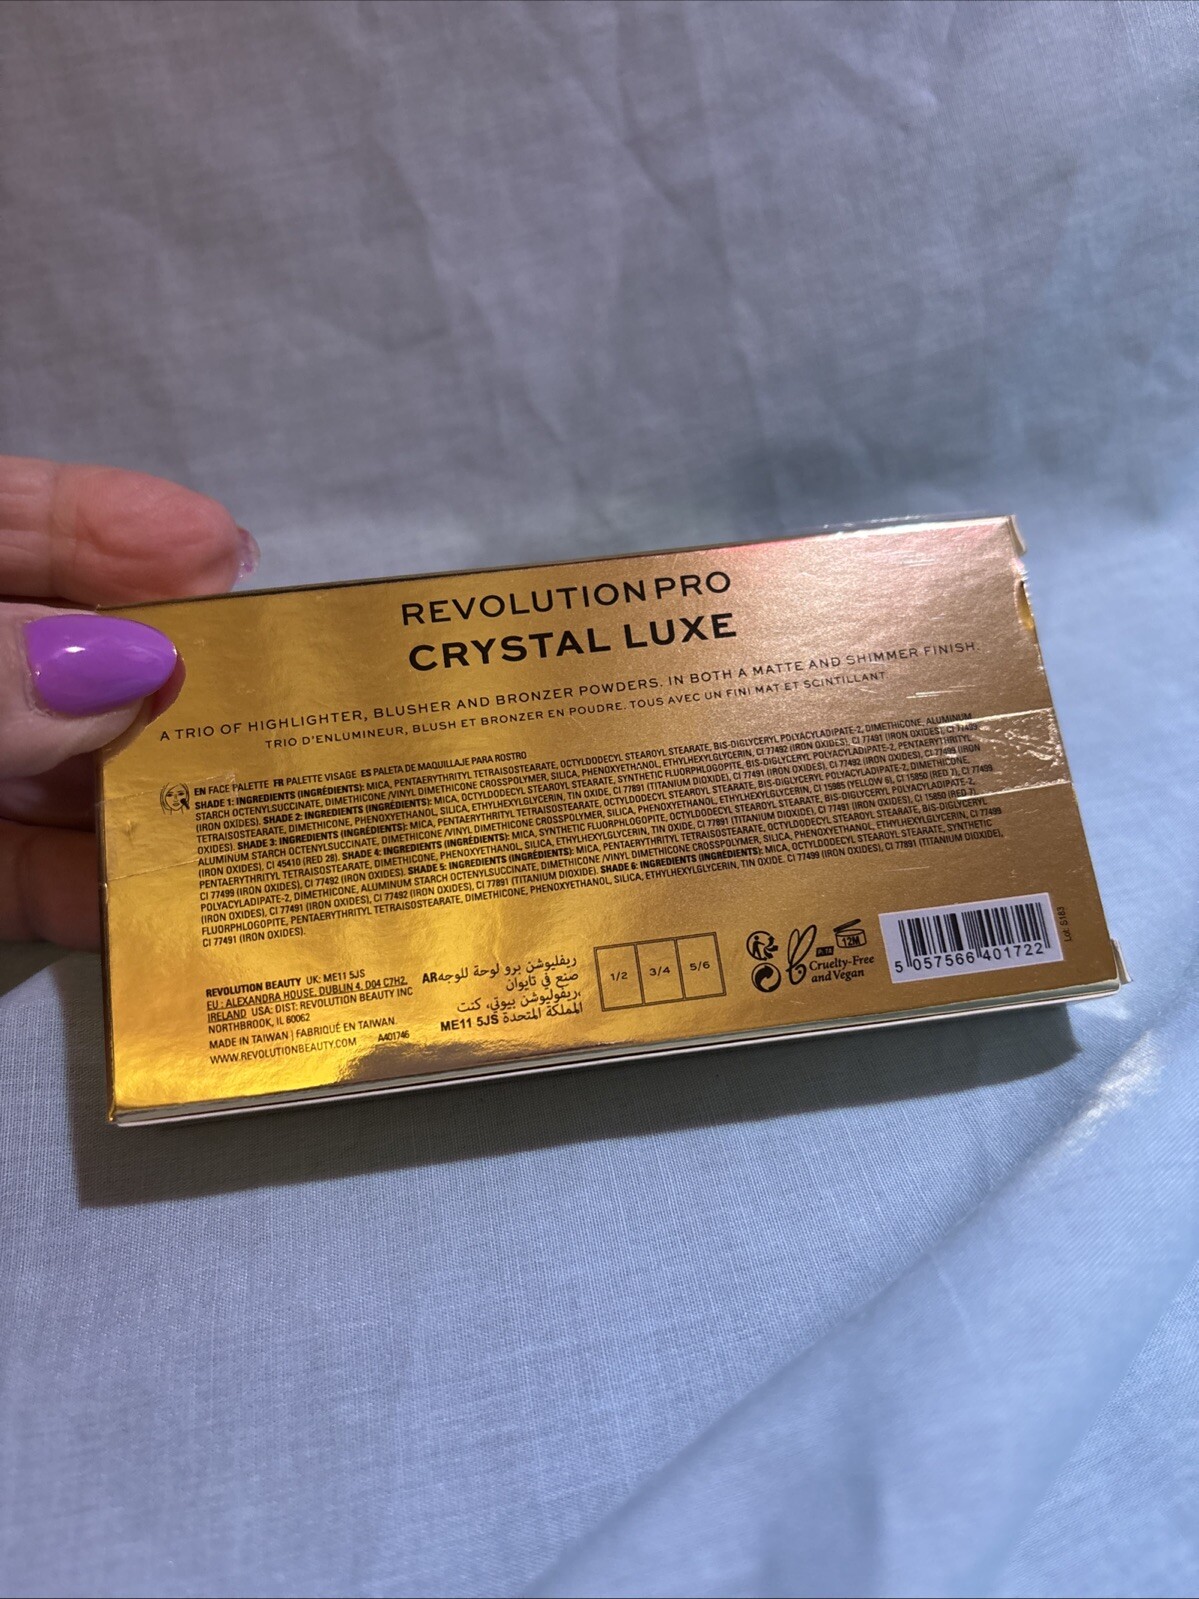 REVOLUTION PRO
CRYSTAL LUXE
A TRIO OF HIGHLIGHTER, BLUSHER AND BRONZER POWDERS. IN BOTH A MATTE AND SHIMMER FINISH.
TRIO D'ENLUMINEUR, BLUSH ET BRONZER EN POUDRE. TOUS AVEC UN FINI MAT ET SCINTILLANT
EN FACE PALETTE FR PALETTE VISAGE ES PALETA DE MAQUILLAJE PARA ROSTRO
SHADE 1: INGREDIENTS (INGRÉDIENTS): MICA, PENTAERYTHRITYL TETRAISOSTEARATE, OCTYLDODECYL STEAROYL STEARATE, BIS-DIGLYCERYL POLYACYLADIPATE-2, DIMETHICONE, ALUMINUM
STARCH OCTENYLSUCCINATE, DIMETHICONE /VINYL DIMETHICONE CROSSPOLYMER, SILICA, PHENOXYETHANOL, ETHYLHEXYLGLYCERIN, CI 77492 (IRON OXIDES), CI 77491 (IRON OXIDES), CI 77499
(IRON OXIDES). SHADE 2: INGREDIENTS (INGRÉDIENTS): MICA, OCTYLDODECYL STEAROYL STEARATE, SYNTHETIC FLUORPHLOGOPITE, BIS-DIGLYCERYL POLYACYLADIPATE-2, PENTAERYTHRITYL
TETRAISOSTEARATE, DIMETHICONE, PHENOXYETHANOL, SILICA, ETHYLHEXYLGLYCERIN, TIN OXIDE, CI 77891 (TITANIUM DIOXIDE), CI 77491 (IRON OXIDES), CI 77492 (IRON OXIDES), CI 77499 (IRON
OXIDES). SHADE 3: INGREDIENTS (INGRÉDIENTS): MICA, PENTAERYTHRITYL TETRAISOSTEARATE, OCTYLDODECYL STEAROYL STEARATE, BIS-DIGLYCERYL POLYACYLADIPATE-2, DIMETHICONE,
ALUMINUM STARCH OCTENYLSUCCINATE, DIMETHICONE /VINYL DIMETHICONE CROSSPOLYMER, SILICA, PHENOXYETHANOL, ETHYLHEXYLGLYCERIN, CI 15985 (YELLOW 6), CI 15850 (RED 7), CI 77499
(IRON OXIDES), CI 45410 (RED 28). SHADE 4: INGREDIENTS (INGRÉDIENTS): MICA, SYNTHETIC FLUORPHLOGOPITE, OCTYLDODECYL STEAROYL STEARATE, BIS-DIGLYCERYL POLYACYLADIPATE-2,
PENTAERYTHRITYL TETRAISOSTEARATE, DIMETHICONE, PHENOXYETHANOL, SILICA, ETHYLHEXYLGLYCERIN, TIN OXIDE, CI 77891 (TITANIUM DIOXIDE), CI 77491 (IRON OXIDES), CI 15850 (RED 7),
CI 77499 (IRON OXIDES), CI 77492 (IRON OXIDES). SHADE 5: INGREDIENTS (INGRÉDIENTS): MICA, PENTAERYTHRITYL TETRAISOSTEARATE, OCTYLDODECYL STEAROYL STEARATE, BIS-DIGLYCERYL
POLYACYLADIPATE-2, DIMETHICONE, ALUMINUM STARCH OCTENYLSUCCINATE, DIMETHICONE /VINYL DIMETHICONE CROSSPOLYMER, SILICA, PHENOXYETHANOL, ETHYLHEXYLGLYCERIN, CI 77499
(IRON OXIDES), CI 77491 (IRON OXIDES), CI 77492 (IRON OXIDES), CI 77891 (TITANIUM DIOXIDE). SHADE 6: INGREDIENTS (INGRÉDIENTS): MICA, OCTYLDODECYL STEAROYL STEARATE, SYNTHETIC
FLUORPHLOGOPITE, PENTAERYTHRITYL TETRAISOSTEARATE, DIMETHICONE, PHENOXYETHANOL, SILICA, ETHYLHEXYLGLYCERIN, TIN OXIDE, CI 77499 (IRON OXIDES), CI 77891 (TITANIUM DIOXIDE),
CI 77491 (IRON OXIDES).
REVOLUTION BEAUTY UK: ME11 5JS
EU: ALEXANDRA HOUSE, DUBLIN 4, D04 C7H2,
IRELAND USA: DIST: REVOLUTION BEAUTY INC
NORTHBROOK, IL 60062
MADE IN TAIWAN | FABRIQUÉ EN TAIWAN.
WWW.REVOLUTIONBEAUTY.COM A401746
AR ريفليوشن برو لوحة للوجه
صنع في تايوان
ريفوليوشن بيوتي، كنت،
المملكة المتحدة ME11 5JS
1/2 3/4 5/6
12M
Cruelty-Free
and Vegan
5 057566 401722
Lot: 5183